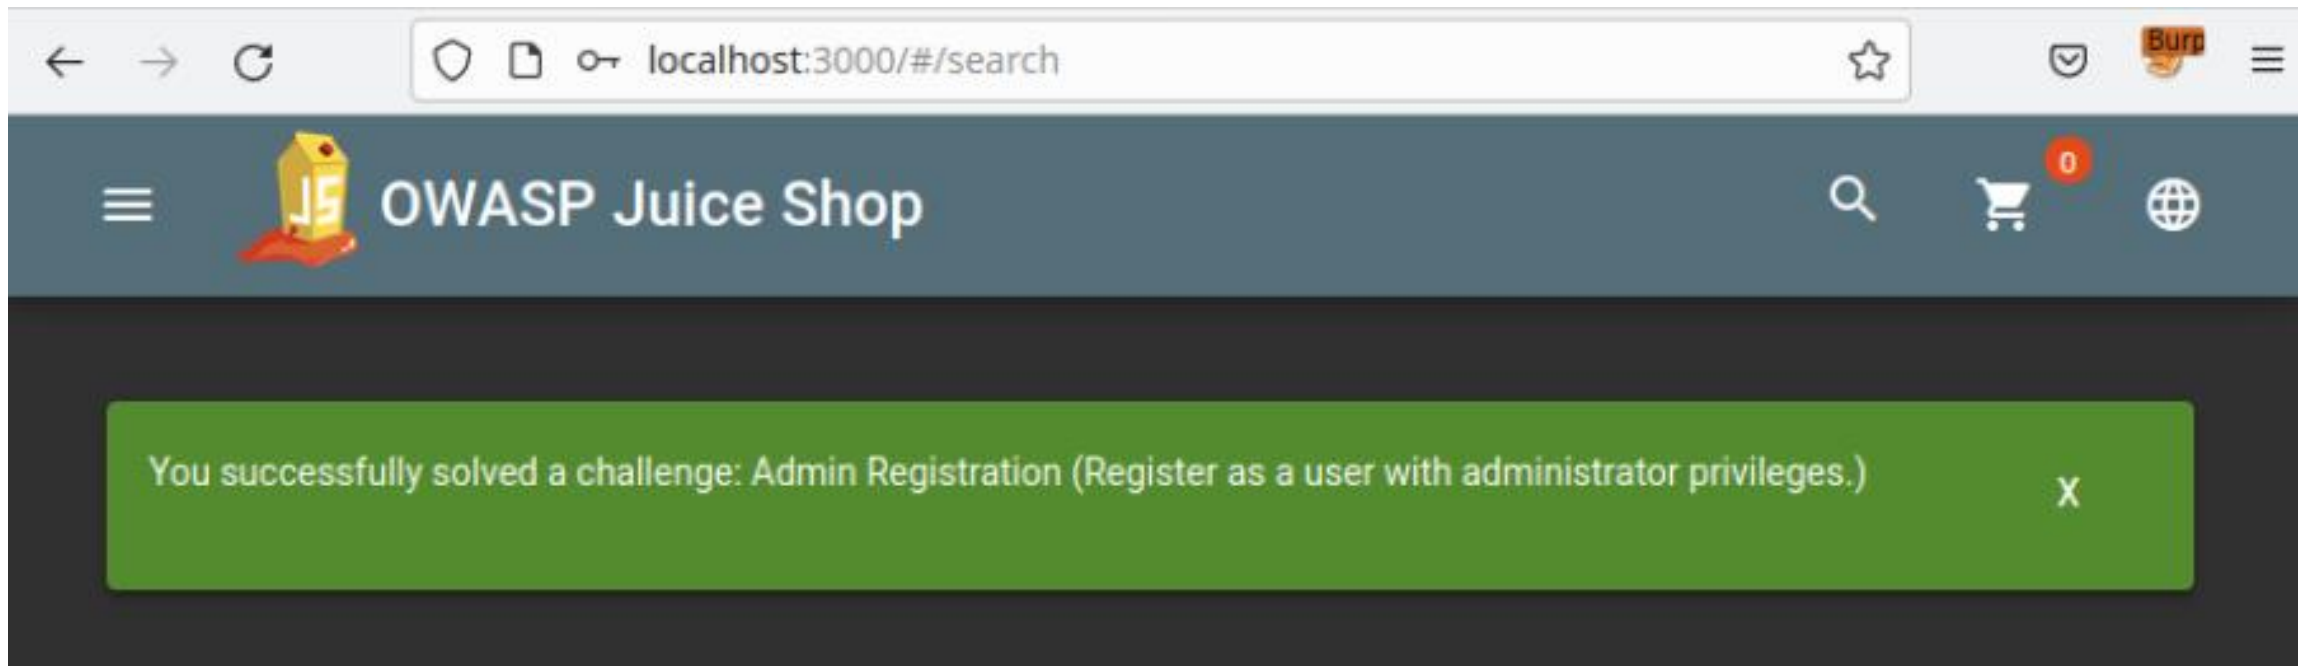 localhost:3000/#/search
Burp
JS
OWASP Juice Shop
0
You successfully solved a challenge: Admin Registration (Register as a user with administrator privileges.)
X